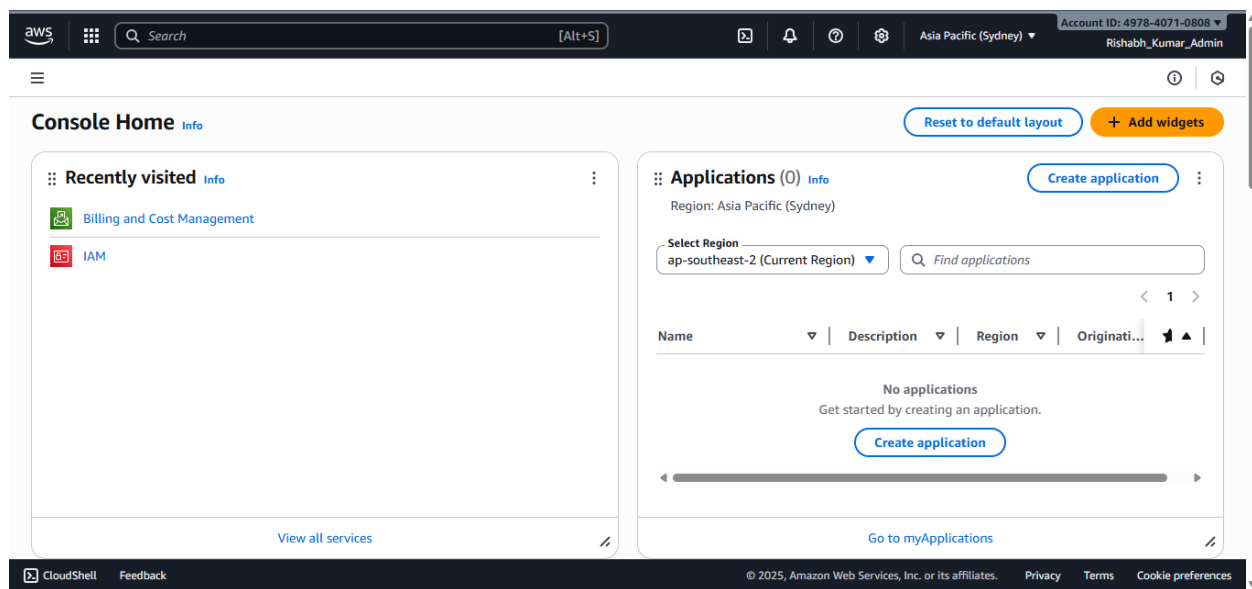 aws
Search [Alt+S]
Asia Pacific (Sydney) ▼
Account ID: 4978-4071-0808 ▼
Rishabh_Kumar_Admin
Console Home Info
Reset to default layout
+ Add widgets
Recently visited Info
Billing and Cost Management
IAM
View all services
Applications (0) Info
Create application
Region: Asia Pacific (Sydney)
Select Region
ap-southeast-2 (Current Region) ▼
Find applications
1
Name Description Region Originati...
No applications
Get started by creating an application.
Create application
Go to myApplications
CloudShell Feedback © 2025, Amazon Web Services, Inc. or its affiliates. Privacy Terms Cookie preferences